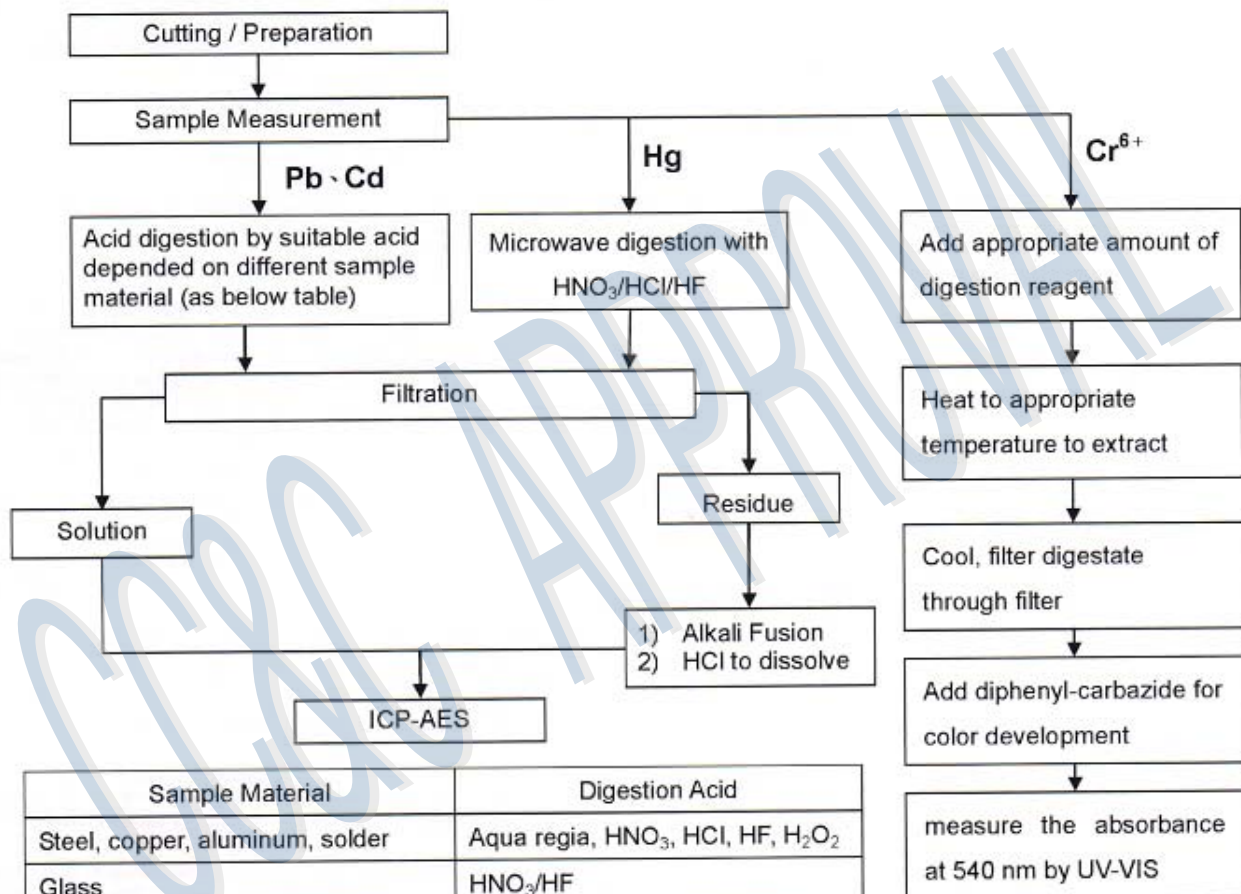 Cutting / Preparation
Sample Measurement
Pb、Cd
Hg
Cr⁶⁺
Acid digestion by suitable acid
depended on different sample
material (as below table)
Microwave digestion with
HNO₃/HCl/HF
Add appropriate amount of
digestion reagent
Filtration
Heat to appropriate
temperature to extract
Solution
Residue
Cool, filter digestate
through filter
1) Alkali Fusion
2) HCl to dissolve
ICP-AES
Add diphenyl-carbazide for
color development
measure the absorbance
at 540 nm by UV-VIS
Sample Material Digestion Acid
Steel, copper, aluminum, solder Aqua regia, HNO₃, HCl, HF, H₂O₂
Glass HNO₃/HF
CC&C APPROVAL